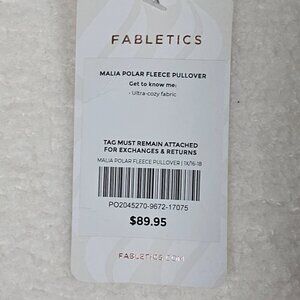 FABLETICS
MALIA POLAR FLEECE PULLOVER
Get to know me:
- Ultra-cozy fabric
TAG MUST REMAIN ATTACHED
FOR EXCHANGES & RETURNS
MALIA POLAR FLEECE PULLOVER | 1X/16-18
PO2045270-9672-17075
$89.95
FABLETICS.COM